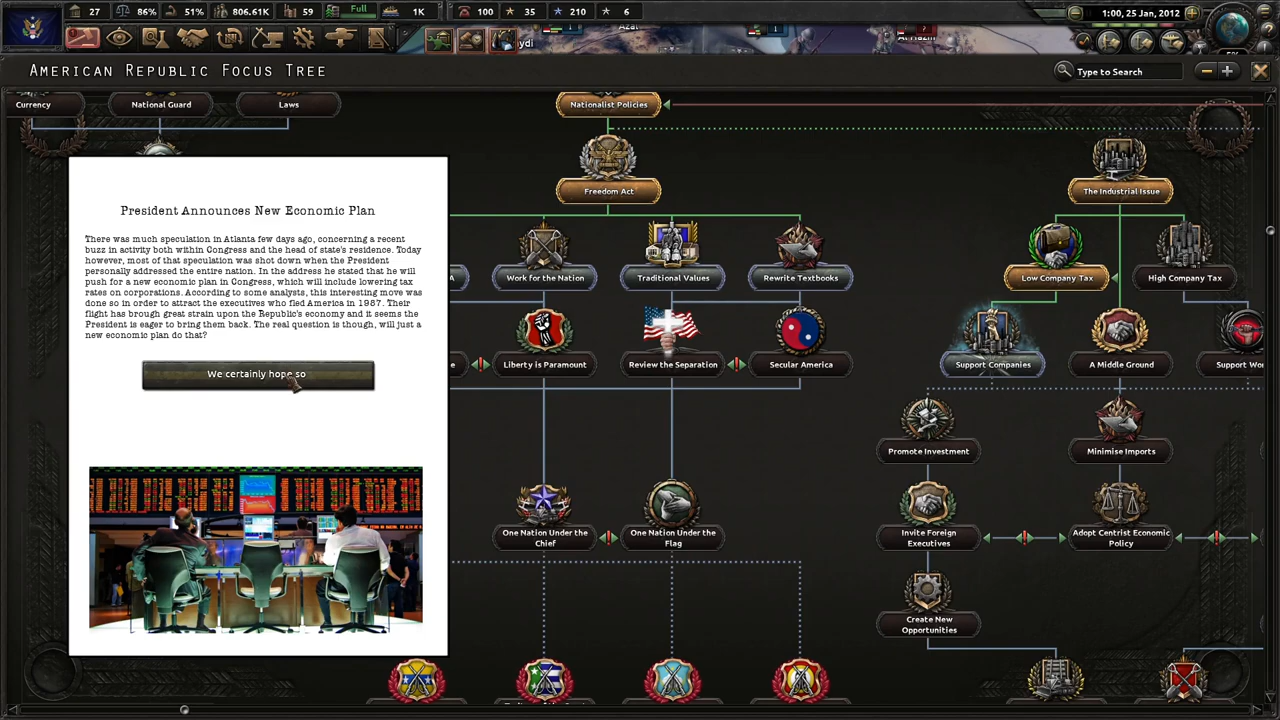 27 86% 51% 806.61K 59 Full 1K 100 35 210 6 1:00, 25 Jan, 2012
AMERICAN REPUBLIC FOCUS TREE
Type to Search
Currency National Guard Laws Nationalist Policies
Freedom Act The Industrial Issue
Work for the Nation Traditional Values Rewrite Textbooks Low Company Tax High Company Tax
Liberty is Paramount Review the Separation Secular America Support Companies A Middle Ground Support Wo
Promote Investment Minimise Imports
One Nation Under the Chief One Nation Under the Flag Invite Foreign Executives Adopt Centrist Economic Policy
Create New Opportunities
President Announces New Economic Plan
There was much speculation in Atlanta few days ago, concerning a recent
buzz in activity both within Congress and the head of state's residence. Today
however, most of that speculation was shot down when the President
personally addressed the entire nation. In the address he stated that he will
push for a new economic plan in Congress, which will include lowering tax
rates on corporations. According to some analysts, this interesting move was
done so in order to attract the executives who fled America in 1987. Their
flight has brough great strain upon the Republic's economy and it seems the
President is eager to bring them back. The real question is though, will just a
new economic plan do that?
We certainly hope so